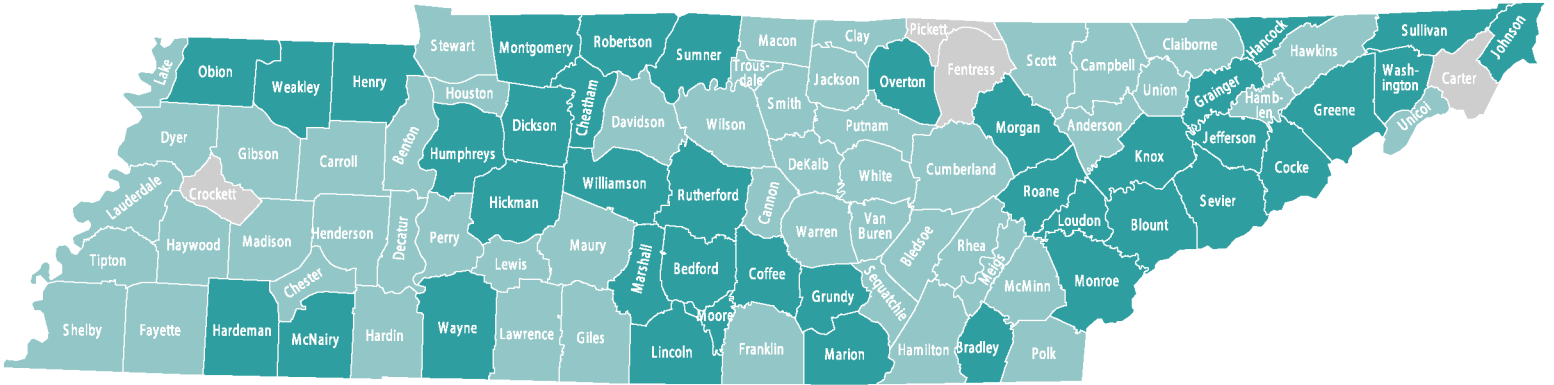 Lake
Obion
Weakley
Henry
Stewart
Montgomery
Robertson
Sumner
Macon
Trous-
dale
Clay
Pickett
Fentress
Overton
Jackson
Smith
Scott
Campbell
Claiborne
Union
Hancock
Hawkins
Grainger
Hamb-
len
Sullivan
Johnson
Carter
Wash-
ington
Unicoi
Greene
Dyer
Gibson
Carroll
Benton
Houston
Humphreys
Dickson
Cheatham
Davidson
Wilson
Putnam
DeKalb
White
Cumberland
Morgan
Anderson
Knox
Jefferson
Cocke
Sevier
Lauderdale
Crockett
Haywood
Madison
Henderson
Decatur
Perry
Hickman
Williamson
Rutherford
Cannon
Warren
Van
Buren
Bledsoe
Rhea
Meigs
Roane
Loudon
Blount
Monroe
McMinn
Tipton
Chester
Lewis
Maury
Marshall
Bedford
Coffee
Grundy
Sequatchie
Shelby
Fayette
Hardeman
McNairy
Hardin
Wayne
Lawrence
Giles
Lincoln
Moore
Franklin
Marion
Hamilton
Bradley
Polk